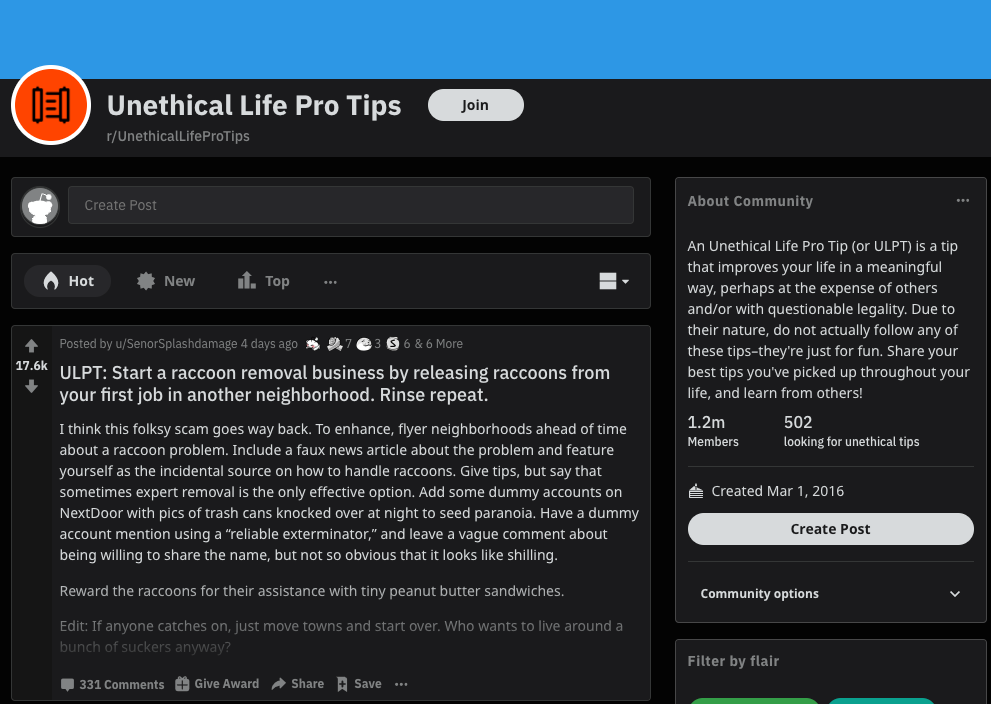 Unethical Life Pro Tips
Join
r/UnethicalLifeProTips
Create Post
Hot
New
Top
Posted by u/SenorSplashdamage 4 days ago 7 3 S 6 & 6 More
17.6k
ULPT: Start a raccoon removal business by releasing raccoons from
your first job in another neighborhood. Rinse repeat.
I think this folksy scam goes way back. To enhance, flyer neighborhoods ahead of time
about a raccoon problem. Include a faux news article about the problem and feature
yourself as the incidental source on how to handle raccoons. Give tips, but say that
sometimes expert removal is the only effective option. Add some dummy accounts on
NextDoor with pics of trash cans knocked over at night to seed paranoia. Have a dummy
account mention using a “reliable exterminator,” and leave a vague comment about
being willing to share the name, but not so obvious that it looks like shilling.
Reward the raccoons for their assistance with tiny peanut butter sandwiches.
Edit: If anyone catches on, just move towns and start over. Who wants to live around a
bunch of suckers anyway?
331 Comments
Give Award
Share
Save
About Community
An Unethical Life Pro Tip (or ULPT) is a tip
that improves your life in a meaningful
way, perhaps at the expense of others
and/or with questionable legality. Due to
their nature, do not actually follow any of
these tips–they're just for fun. Share your
best tips you've picked up throughout your
life, and learn from others!
1.2m
Members
502
looking for unethical tips
Created Mar 1, 2016
Create Post
Community options
Filter by flair